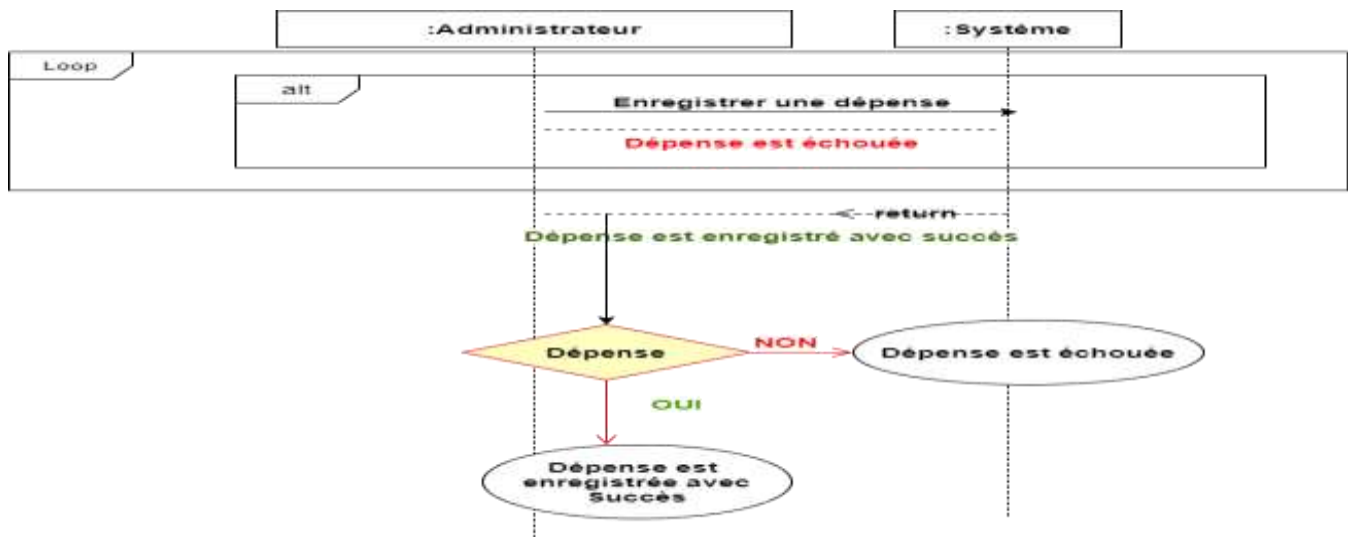 :Administrateur
:Système
Loop
alt
Enregistrer une dépense
Dépense est échouée
return
Dépense est enregistré avec succès
Dépense
NON
Dépense est échouée
OUI
Dépense est
enregistrée avec
Succès